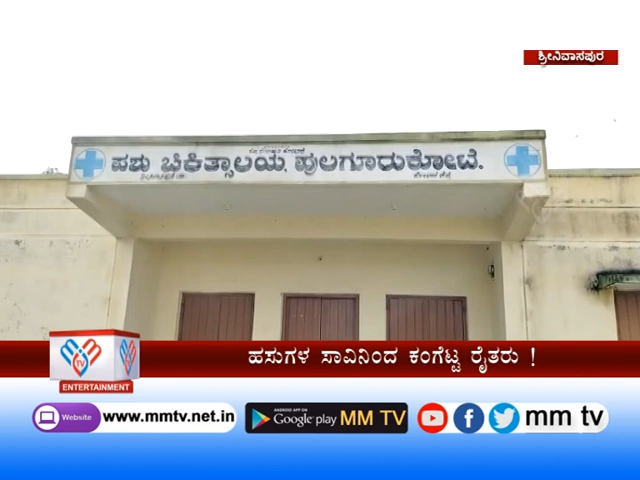 ಶ್ರೀನಿವಾಸಪುರ
ಪಶು ಚಿಕಿತ್ಸಾಲಯ, ಪುಲಗೂರುಕೋಟೆ.
ಹಸುಗಳ ಸಾವಿನಿಂದ ಕಂಗೆಟ್ಟ ರೈತರು !
TV
ENTERTAINMENT
Website www.mmtv.net.in ANDROID APP ON Google play MM TV mm tv